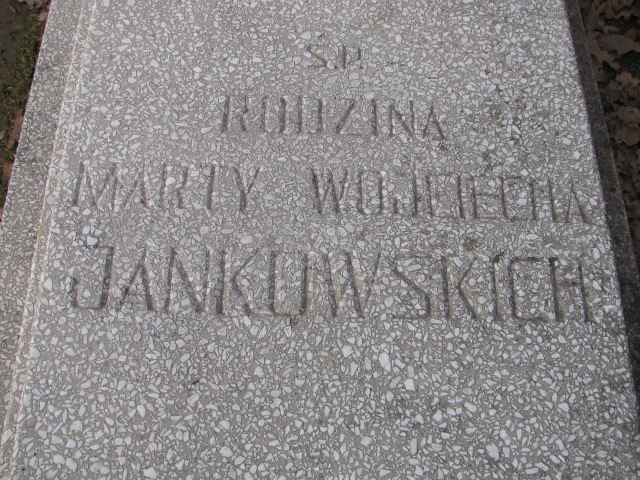 Ś.P.
RODZINA
MARTY WOJCIECHA
JANKOWSKICH